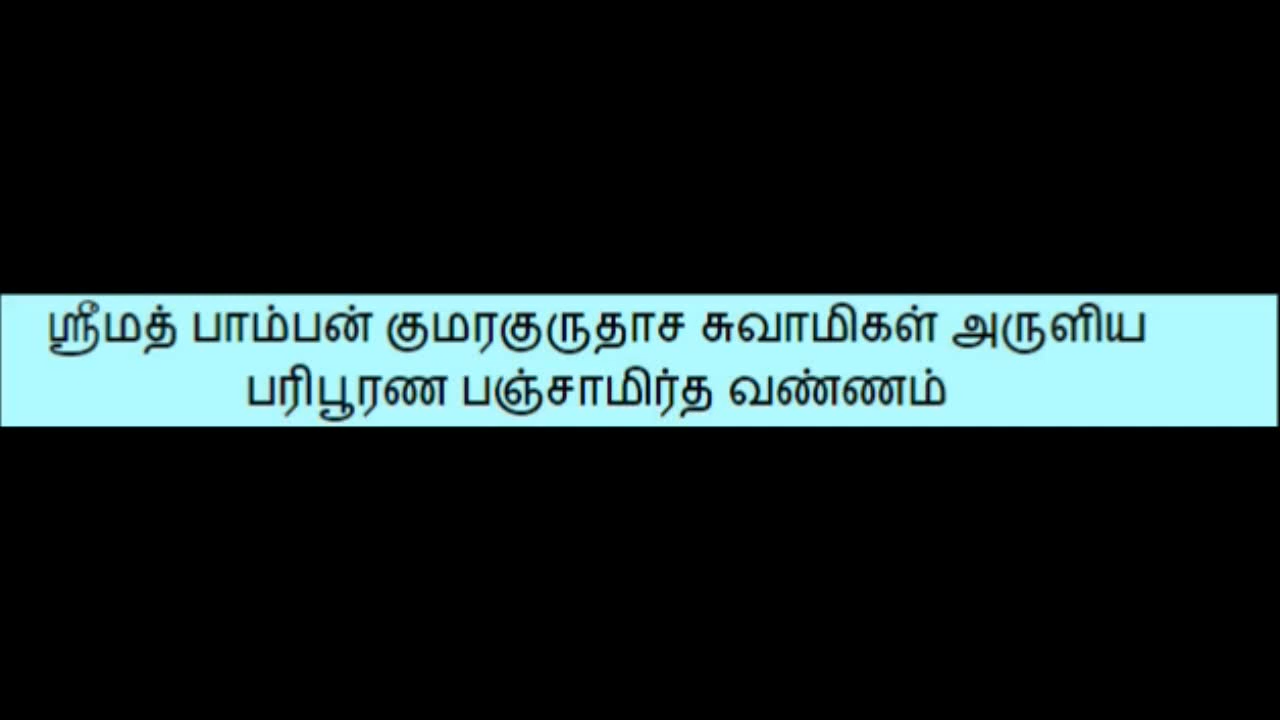 ஸ்ரீமத் பாம்பன் குமரகுருதாச சுவாமிகள் அருளிய
பரிபூரண பஞ்சாமிர்த வண்ணம்